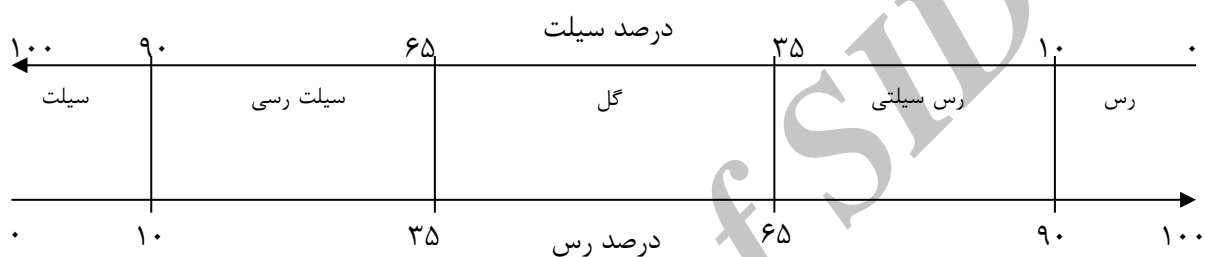 درصد سیلت
۰ ۱۰ ۳۵ ۶۵ ۹۰ ۱۰۰
رس رس سیلتی گل سیلت رسی سیلت
۱۰۰ ۹۰ ۶۵ ۳۵ ۱۰ ۰
درصد رس
f SID